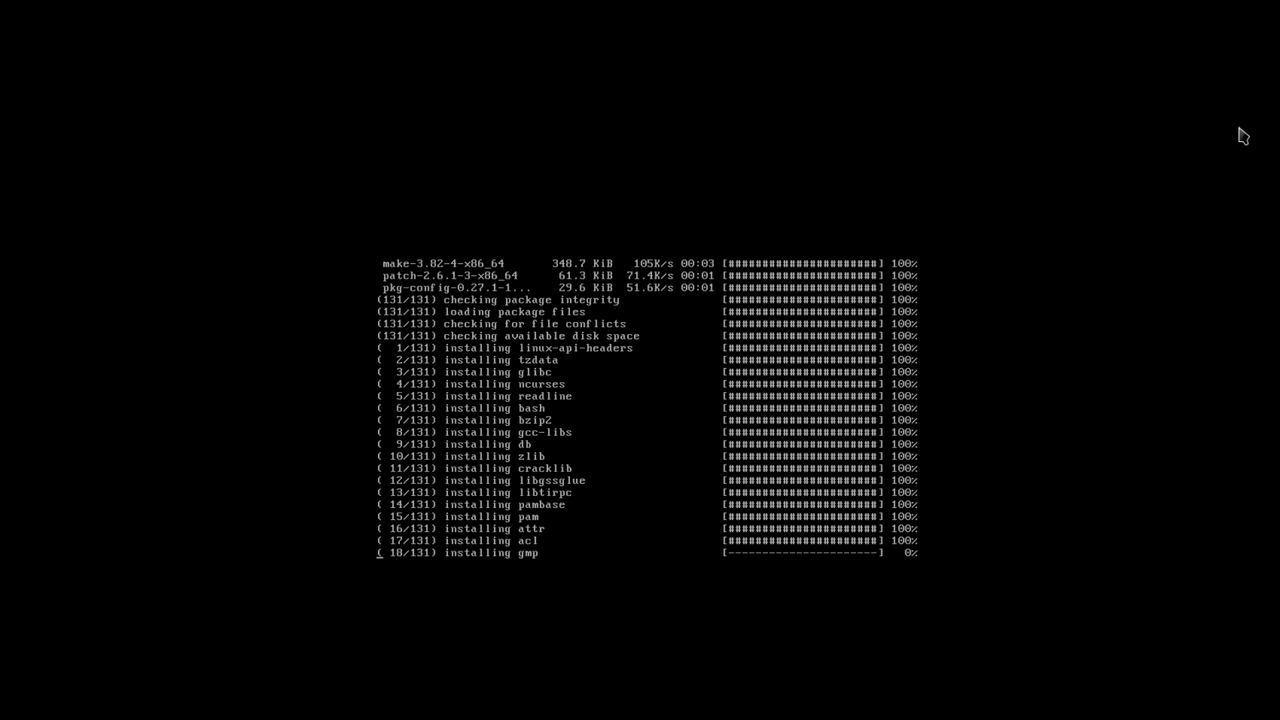 make-3.82-4-x86_64 348.7 KiB 105K/s 00:03 [######################] 100%
patch-2.6.1-3-x86_64 61.3 KiB 71.4K/s 00:01 [######################] 100%
pkg-config-0.27.1-1... 29.6 KiB 51.6K/s 00:01 [######################] 100%
(131/131) checking package integrity [######################] 100%
(131/131) loading package files [######################] 100%
(131/131) checking for file conflicts [######################] 100%
(131/131) checking available disk space [######################] 100%
( 1/131) installing linux-api-headers [######################] 100%
( 2/131) installing tzdata [######################] 100%
( 3/131) installing glibc [######################] 100%
( 4/131) installing ncurses [######################] 100%
( 5/131) installing readline [######################] 100%
( 6/131) installing bash [######################] 100%
( 7/131) installing bzip2 [######################] 100%
( 8/131) installing gcc-libs [######################] 100%
( 9/131) installing db [######################] 100%
( 10/131) installing zlib [######################] 100%
( 11/131) installing cracklib [######################] 100%
( 12/131) installing libgssglue [######################] 100%
( 13/131) installing libtirpc [######################] 100%
( 14/131) installing pambase [######################] 100%
( 15/131) installing pam [######################] 100%
( 16/131) installing attr [######################] 100%
( 17/131) installing acl [######################] 100%
( 18/131) installing gmp [----------------------] 0%